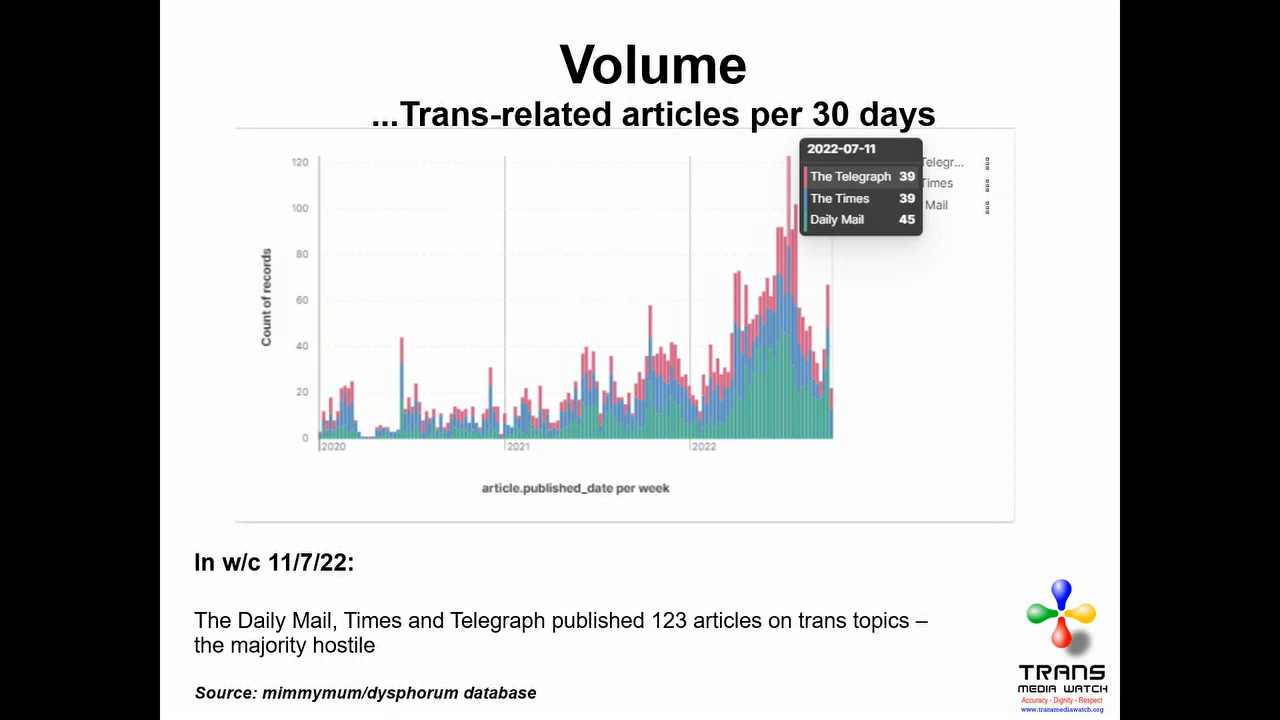 Volume
...Trans-related articles per 30 days
2022-07-11
The Telegraph 39
The Times 39
Daily Mail 45
Telegr...
Times
Mail
120
100
80
60
40
20
0
Count of records
2020
2021
2022
article.published_date per week
In w/c 11/7/22:
The Daily Mail, Times and Telegraph published 123 articles on trans topics –
the majority hostile
Source: mimmymum/dysphorum database
TRANS
MEDIA WATCH
Accuracy - Dignity - Respect
www.transmediawatch.org